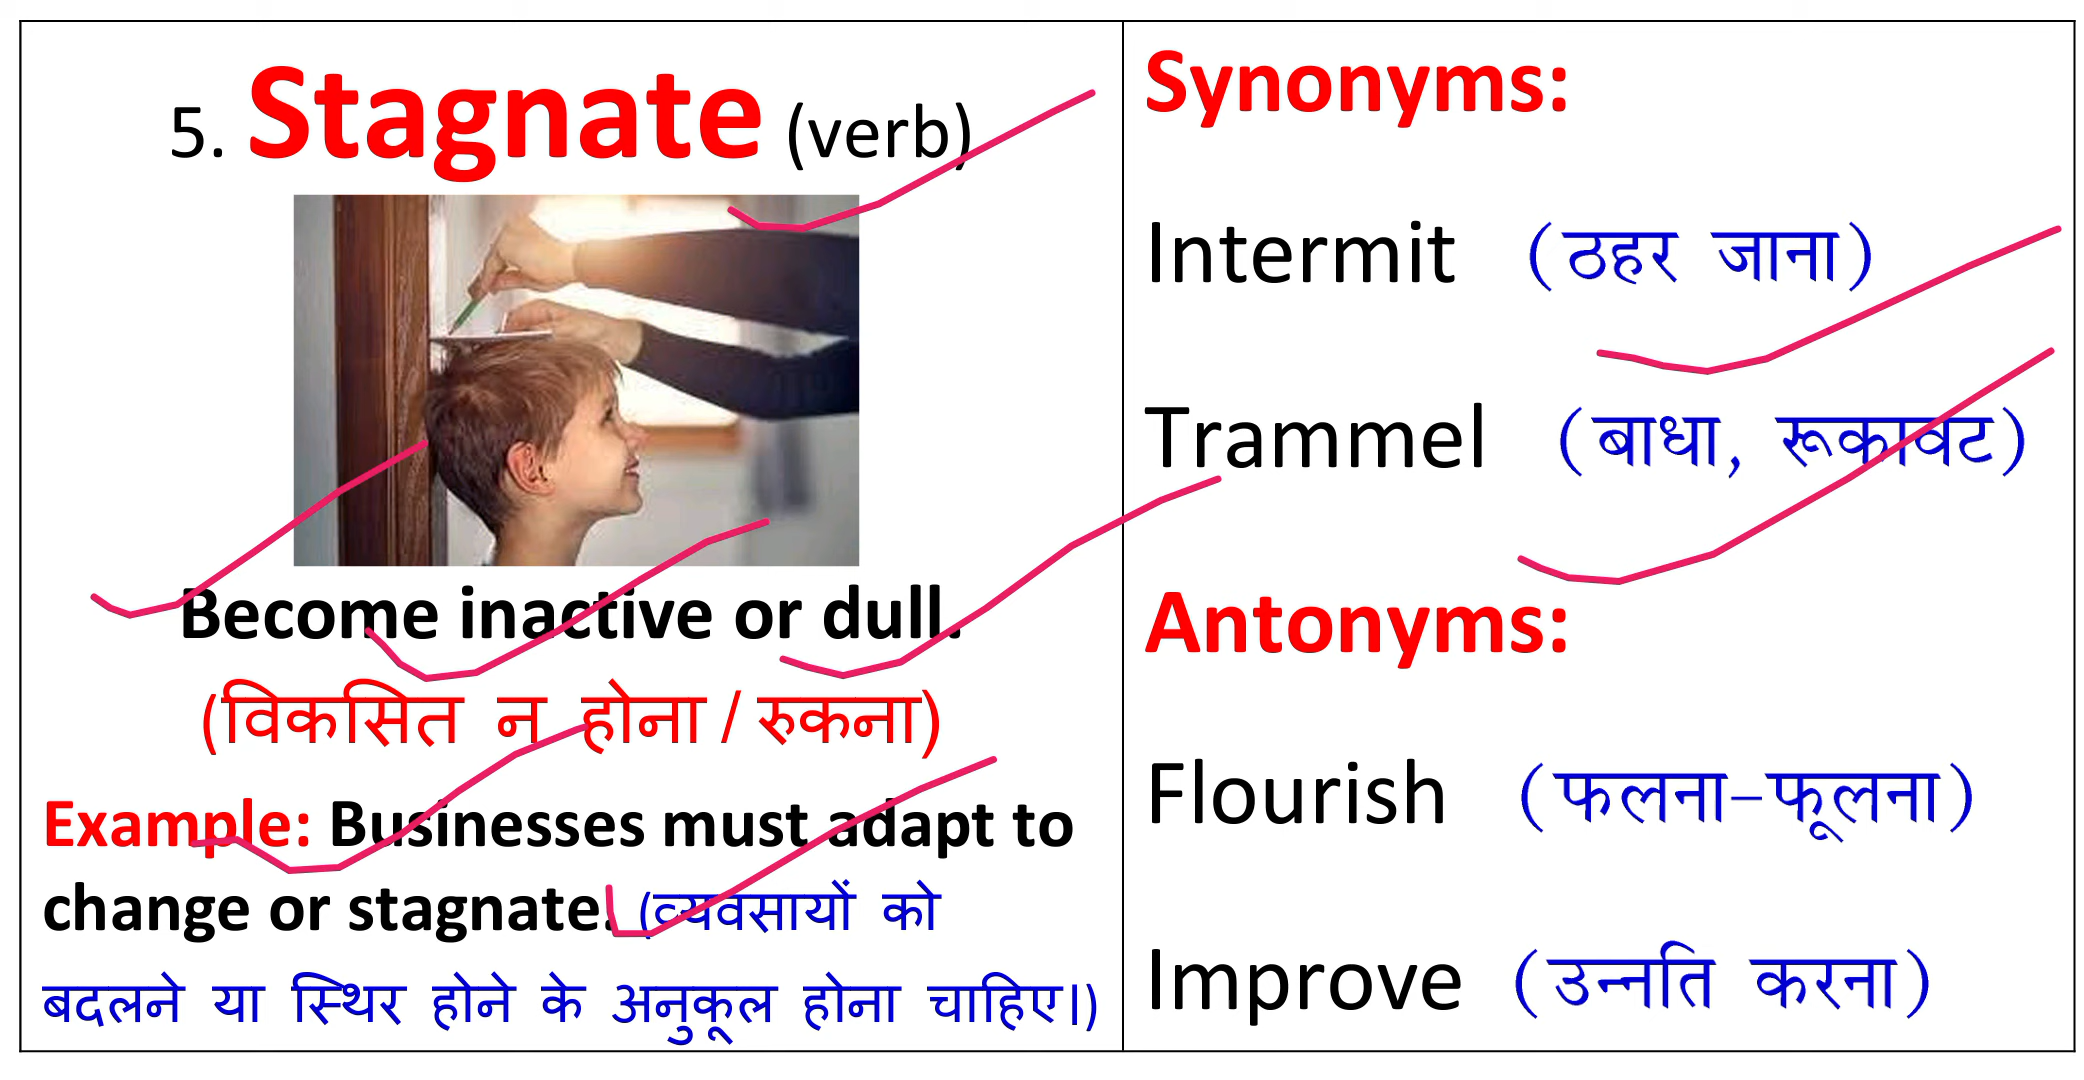 5. Stagnate (verb)
Become inactive or dull.
(विकसित न होना / रुकना)
Example: Businesses must adapt to
change or stagnate. (व्यवसायों को
बदलने या स्थिर होने के अनुकूल होना चाहिए।)
Synonyms:
Intermit (ठहर जाना)
Trammel (बाधा, रूकावट)
Antonyms:
Flourish (फलना-फूलना)
Improve (उन्नति करना)